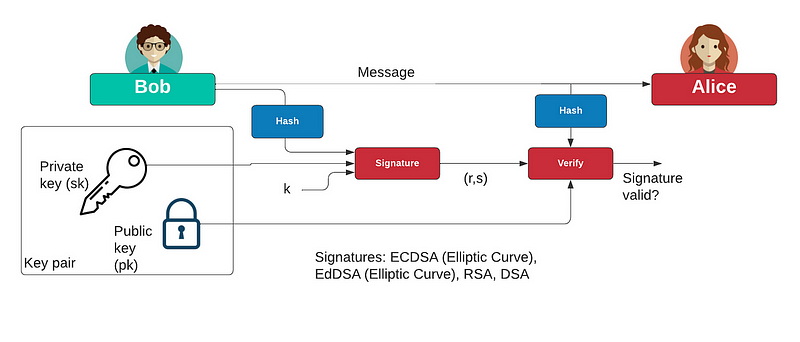 Message
Bob
Alice
Hash
Hash
Private
key (sk)
Signature
Verify
k
(r,s)
Signature
valid?
Public
key
(pk)
Key pair
Signatures: ECDSA (Elliptic Curve),
EdDSA (Elliptic Curve), RSA, DSA